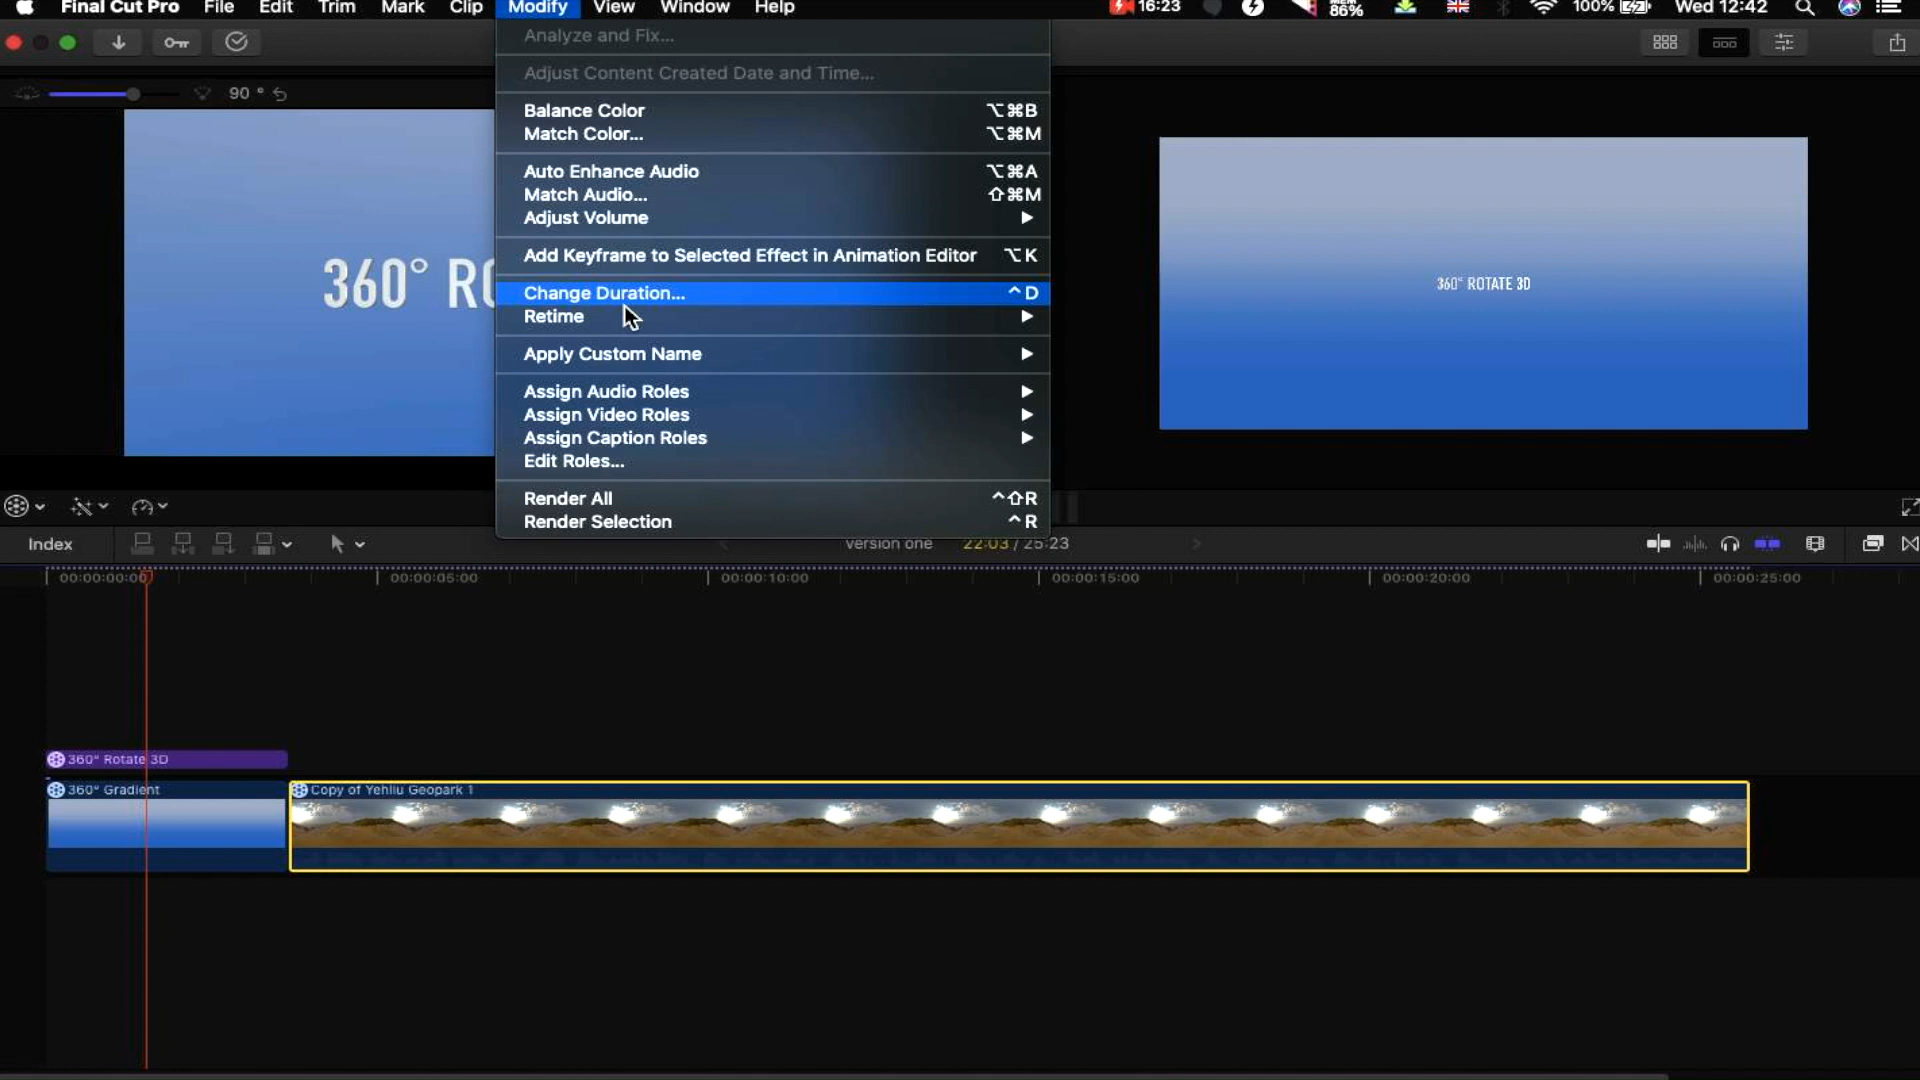 Final Cut Pro File Edit Trim Mark Clip Modify View Window Help 16:23 MEM 86% 100% Wed 12:42
90 °
Analyze and Fix...
Adjust Content Created Date and Time...
Balance Color ⌥⌘B
Match Color... ⌥⌘M
Auto Enhance Audio ⌥⌘A
Match Audio... ⇧⌘M
Adjust Volume
Add Keyframe to Selected Effect in Animation Editor ⌥K
Change Duration... ^D
Retime
Apply Custom Name
Assign Audio Roles
Assign Video Roles
Assign Caption Roles
Edit Roles...
Render All ^⇧R
Render Selection ^R
360° RO
360° ROTATE 3D
Index
Version one 22:03 / 25:23
00:00:00:00 00:00:05:00 00:00:10:00 00:00:15:00 00:00:20:00 00:00:25:00
360° Rotate 3D
360° Gradient
Copy of Yehliu Geopark 1